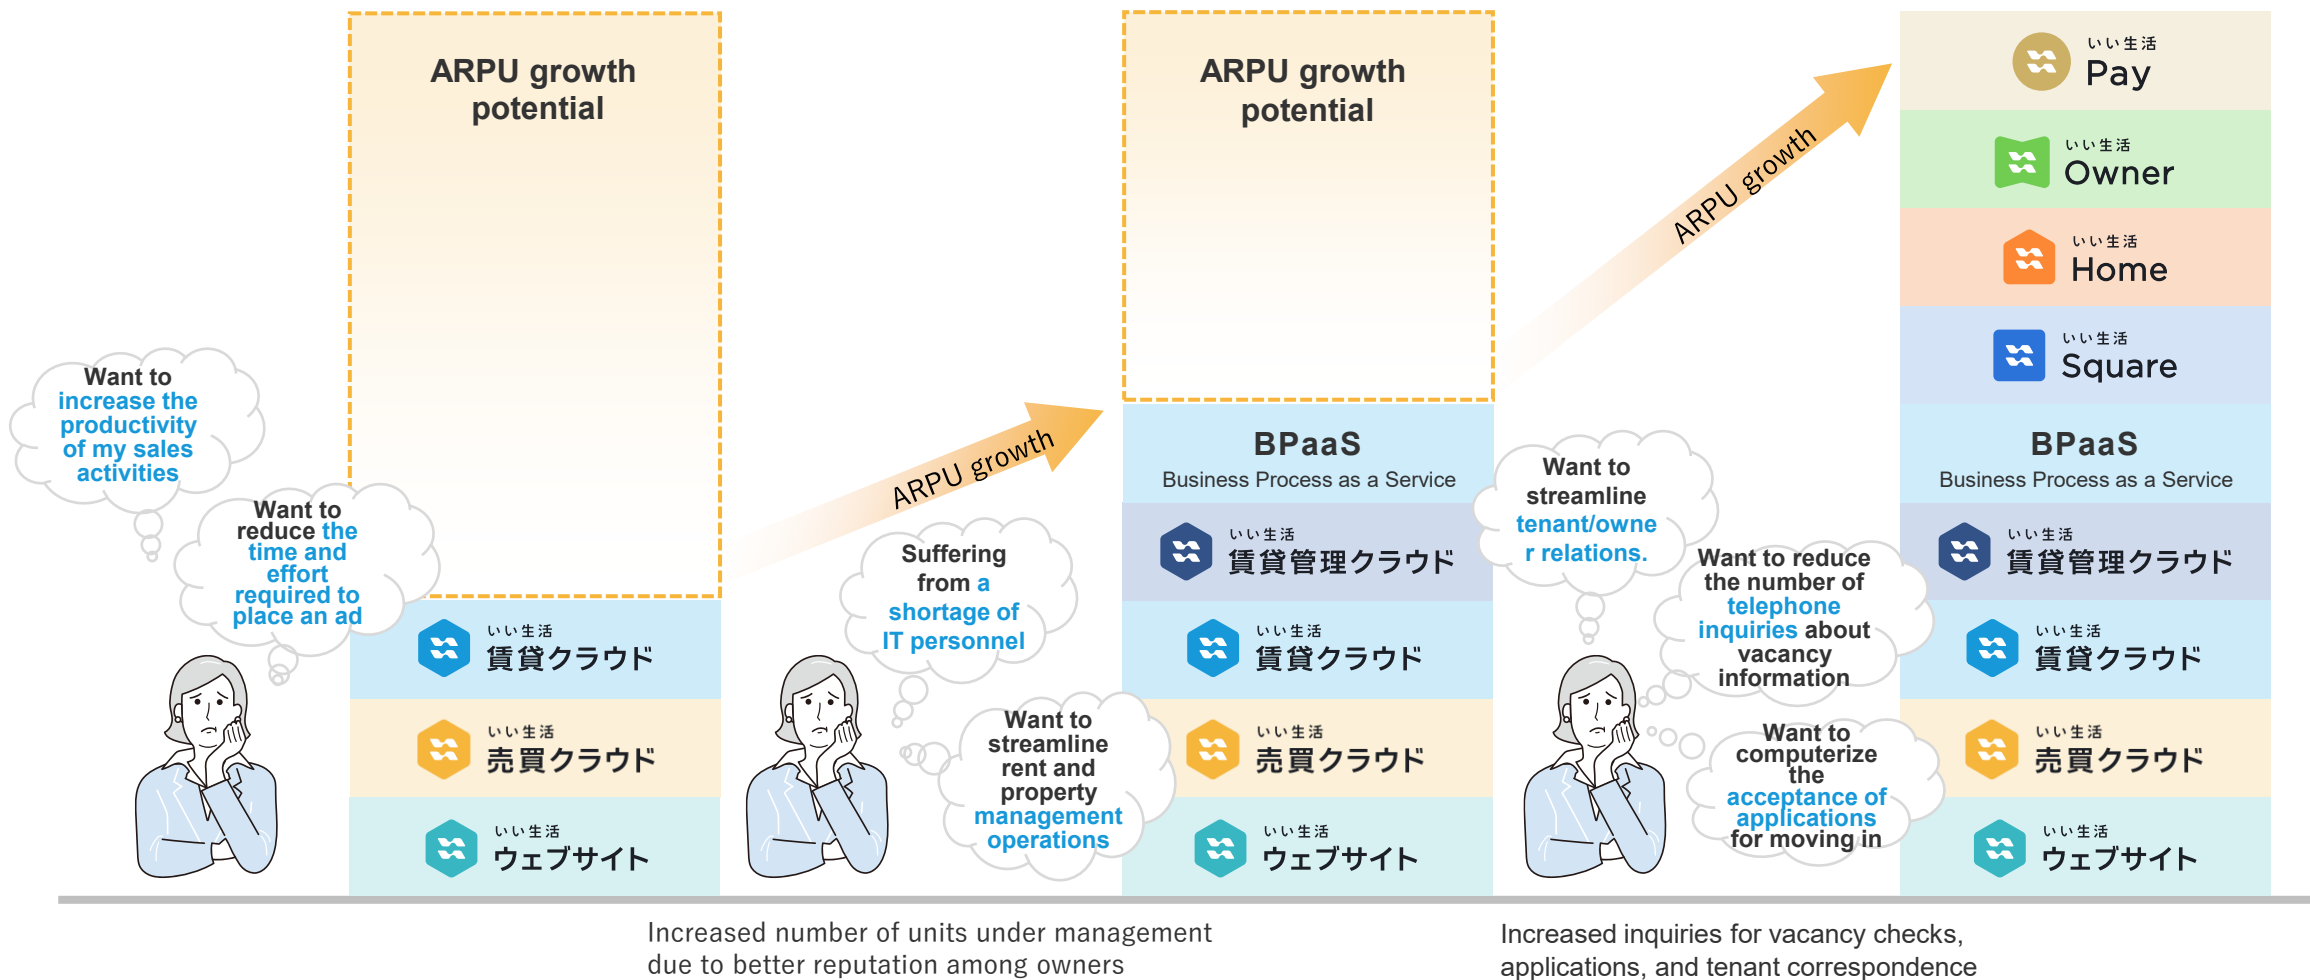 ARPU growth
potential
Want to
increase the
productivity
of my sales
activities
Want to
reduce the
time and
effort
required to
place an ad
いい生活
賃貸クラウド
いい生活
売買クラウド
いい生活
ウェブサイト
ARPU growth
Suffering
from a
shortage of
IT personnel
Want to
streamline
rent and
property
management
operations
ARPU growth
potential
BPaaS
Business Process as a Service
いい生活
賃貸管理クラウド
いい生活
賃貸クラウド
いい生活
売買クラウド
いい生活
ウェブサイト
ARPU growth
Want to
streamline
tenant/owne
r relations.
Want to reduce
the number of
telephone
inquiries about
vacancy
information
Want to
computerize
the
acceptance of
applications
for moving in
いい生活
Pay
いい生活
Owner
いい生活
Home
いい生活
Square
BPaaS
Business Process as a Service
いい生活
賃貸管理クラウド
いい生活
賃貸クラウド
いい生活
売買クラウド
いい生活
ウェブサイト
Increased number of units under management
due to better reputation among owners
Increased inquiries for vacancy checks,
applications, and tenant correspondence